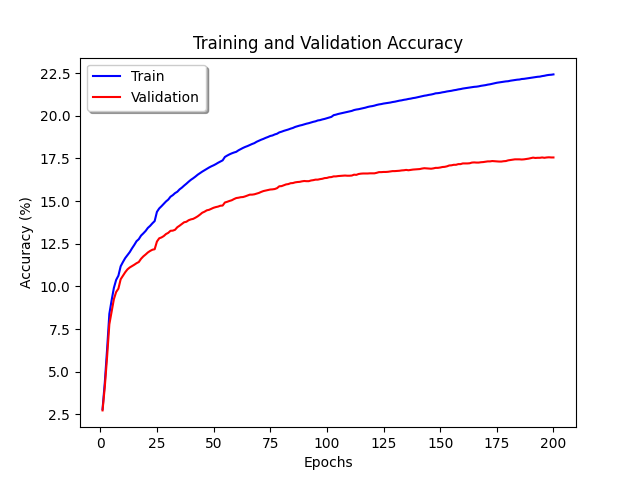 Training and Validation Accuracy
Train
Validation
22.5
20.0
17.5
15.0
12.5
10.0
7.5
5.0
2.5
Accuracy (%)
0 25 50 75 100 125 150 175 200
Epochs